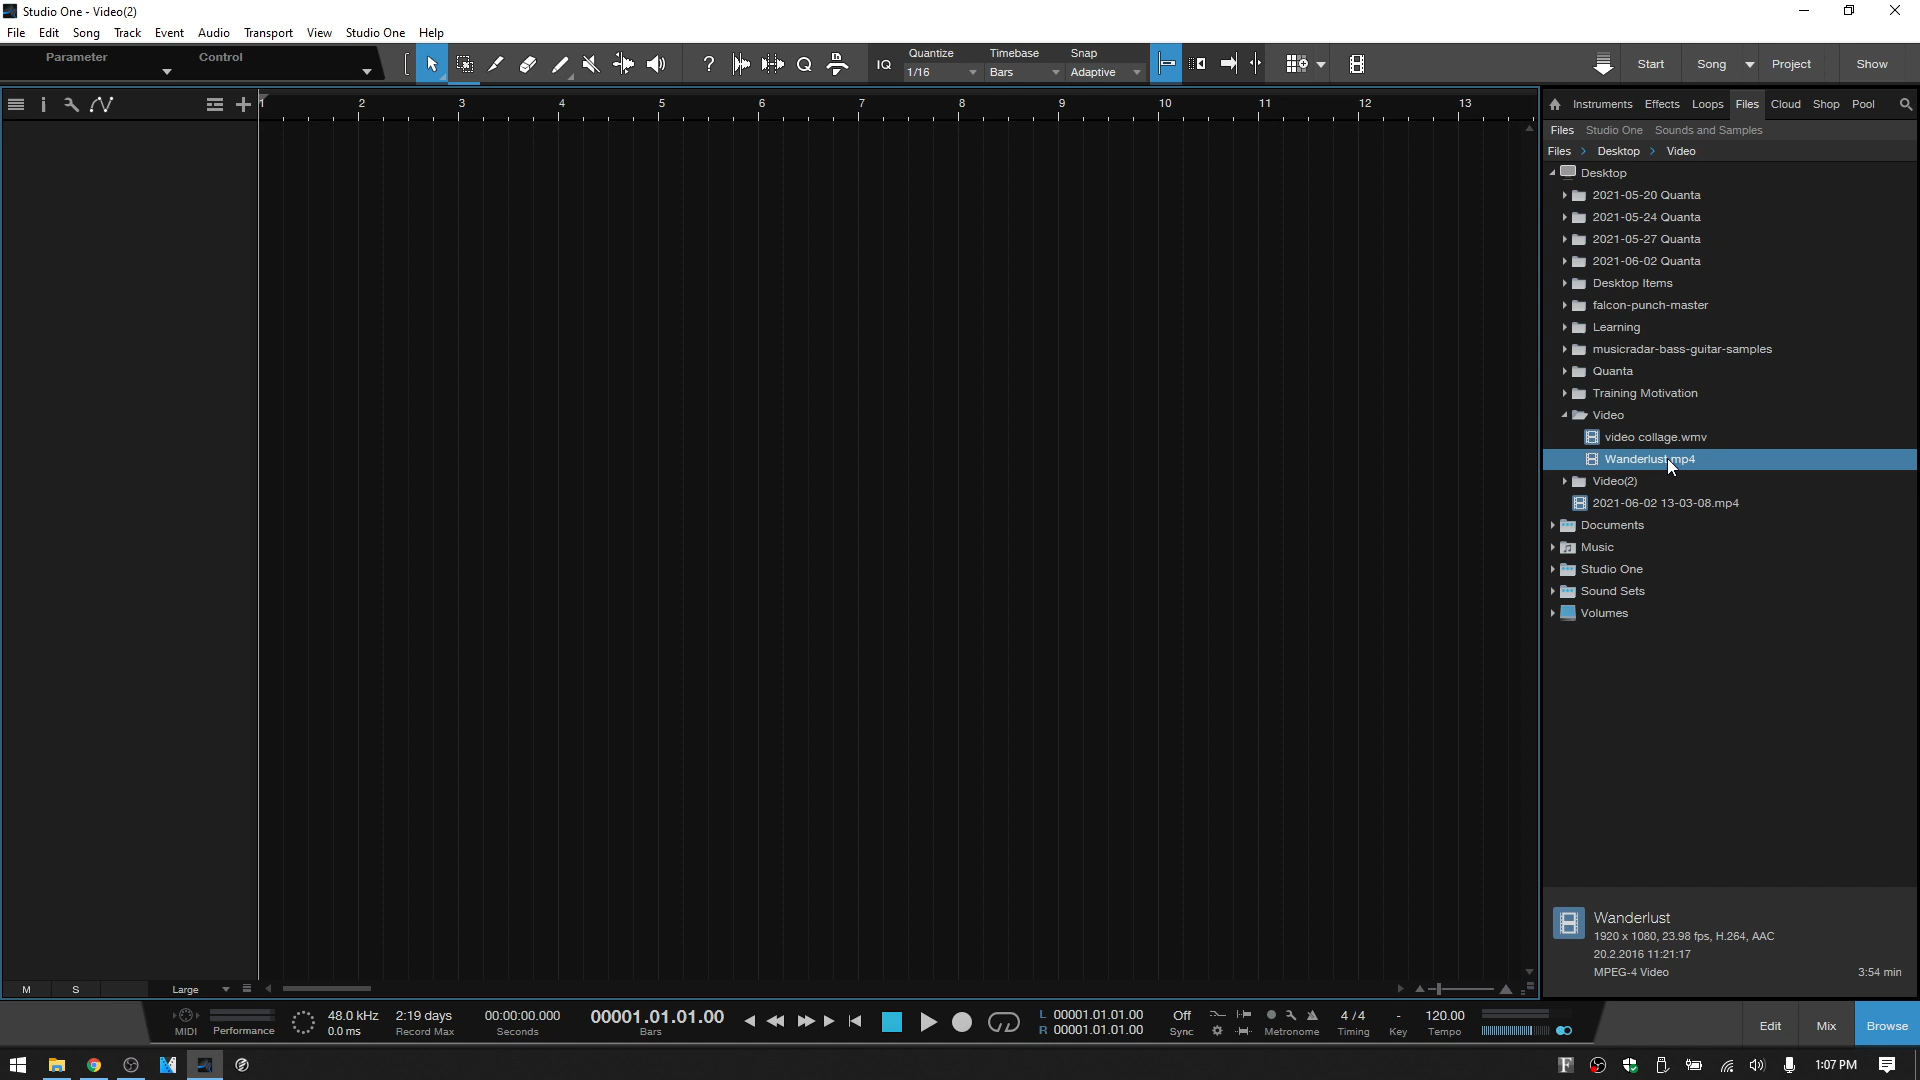 Studio One - Video(2)
File Edit Song Track Event Audio Transport View Studio One Help
Parameter Control
IQ
Quantize Timebase Snap
1/16 Bars Adaptive
Start Song Project Show
1 2 3 4 5 6 7 8 9 10 11 12 13
Instruments Effects Loops Files Cloud Shop Pool
Files Studio One Sounds and Samples
Files Desktop Video
Desktop
2021-05-20 Quanta
2021-05-24 Quanta
2021-05-27 Quanta
2021-06-02 Quanta
Desktop Items
falcon-punch-master
Learning
musicradar-bass-guitar-samples
Quanta
Training Motivation
Video
video collage.wmv
Wanderlust.mp4
Video(2)
2021-06-02 13-03-08.mp4
Documents
Music
Studio One
Sound Sets
Volumes
Wanderlust
1920 x 1080, 23.98 fps, H.264, AAC
20.2.2016 11:21:17
MPEG-4 Video 3:54 min
M S Large
MIDI Performance
48.0 kHz
0.0 ms
2:19 days
Record Max
00:00:00.000
Seconds
00001.01.01.00
Bars
L 00001.01.01.00
R 00001.01.01.00
Off
Sync
Metronome
4 / 4
Timing
-
Key
120.00
Tempo
Edit Mix Browse
1:07 PM